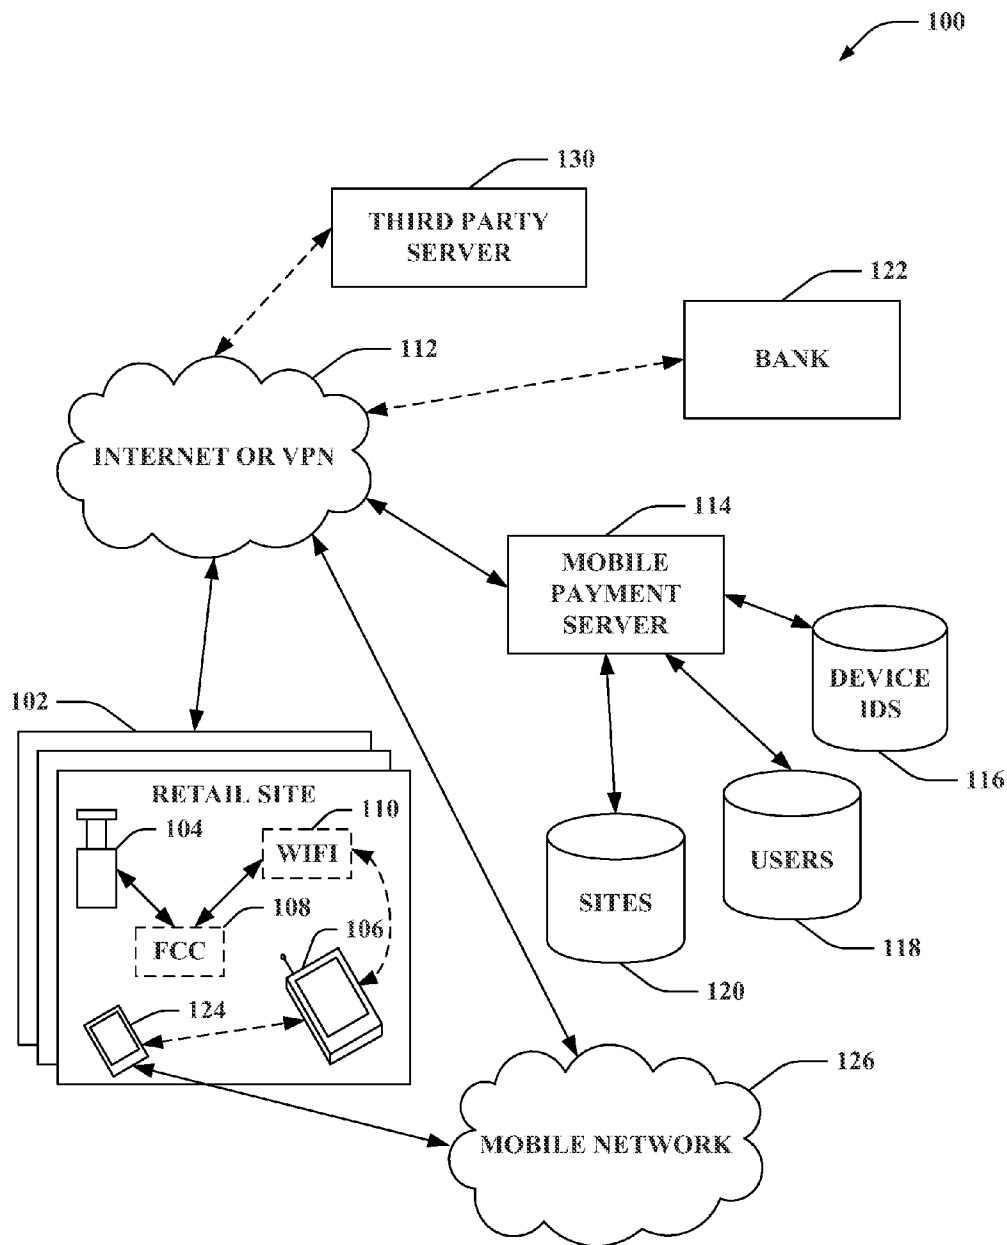 100
130
THIRD PARTY
SERVER
122
BANK
112
INTERNET OR VPN
114
MOBILE
PAYMENT
SERVER
DEVICE
IDS
116
102
RETAIL SITE
104
110
WIFI
108
FCC
106
124
USERS
118
SITES
120
126
MOBILE NETWORK